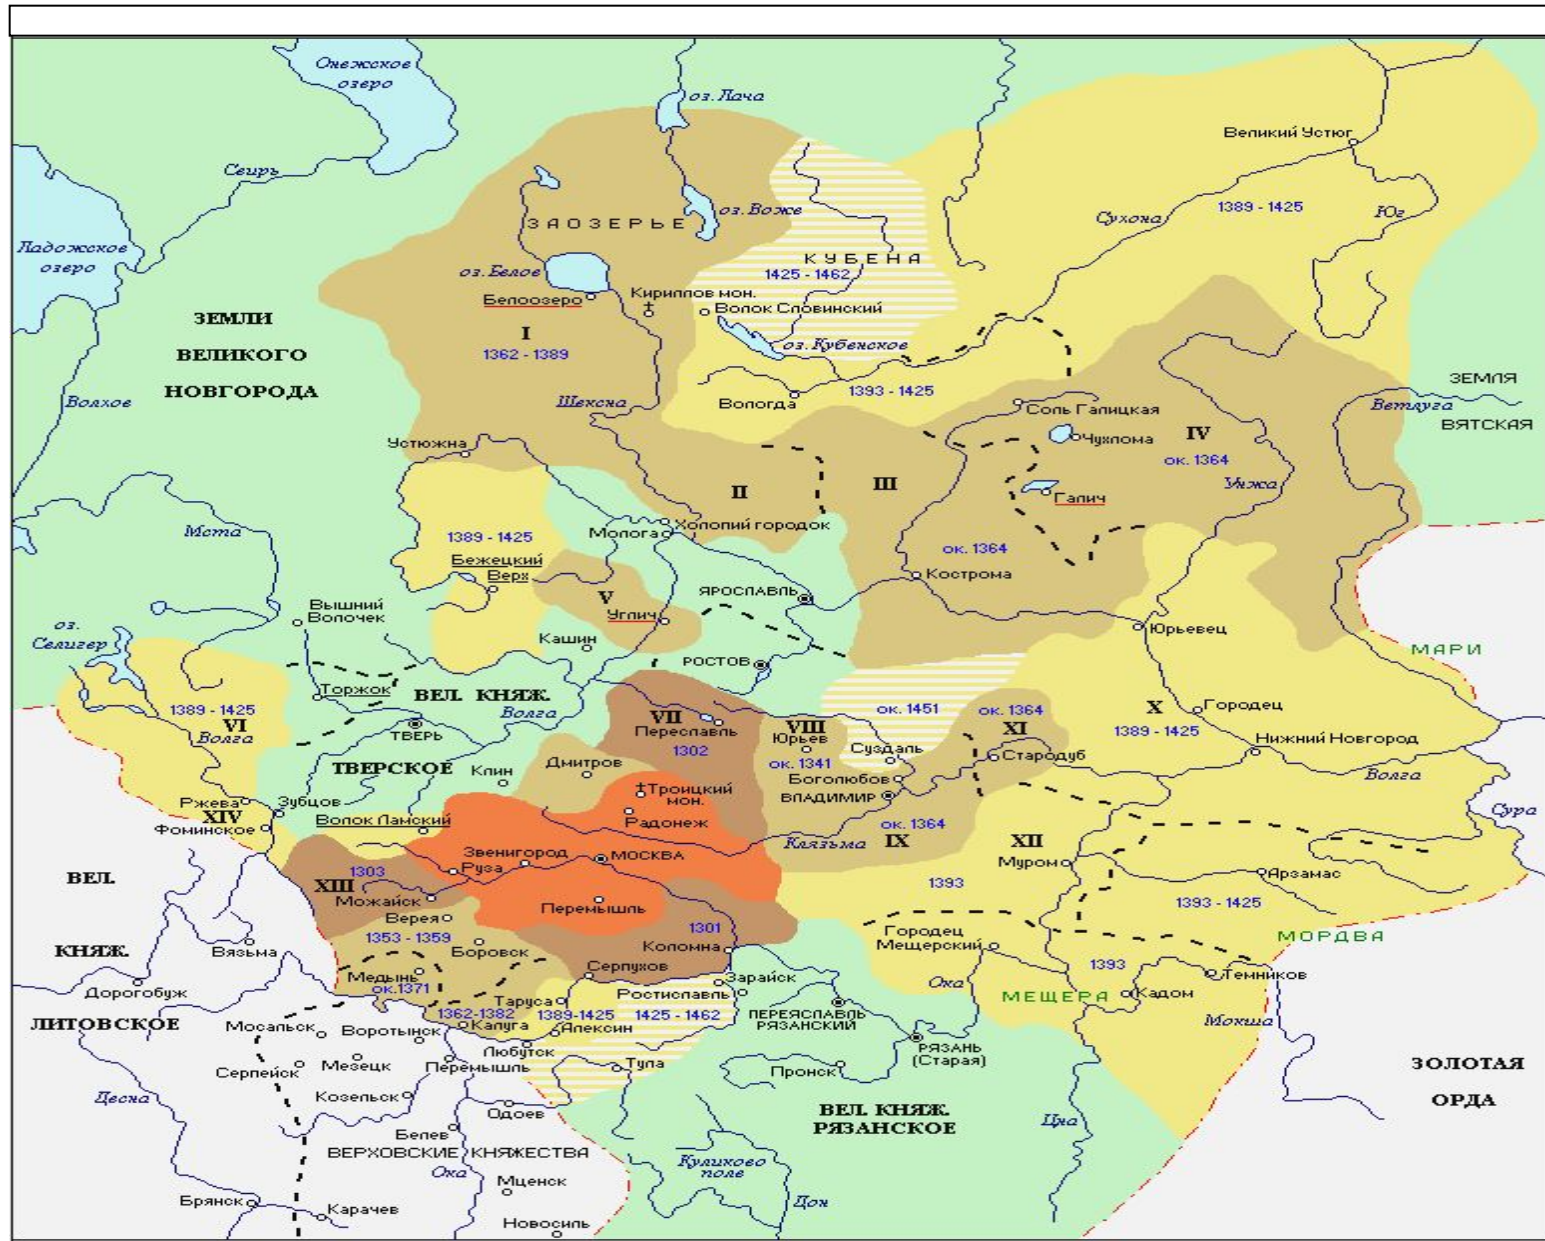 Онежское
озеро
оз. Лача
Великий Устюг
Свирь
1389 - 1425
Юг
Сухона
оз. Воже
ЗАОЗЕРЬЕ
Ладожское
озеро
КУБЕНА
1425 - 1462
оз. Белое
Белоозеро
Кириллов мон.
Волок Словинский
ЗЕМЛИ
ВЕЛИКОГО
НОВГОРОДА
I
1362 - 1389
оз. Кубенское
1393 - 1425
Вологда
Волхов
Шексна
Соль Галицкая
Чухлома
IV
ок. 1364
ЗЕМЛЯ
Ветлуга
ВЯТСКАЯ
Устюжна
II
III
Галич
Унжа
Мста
1389 - 1425
Молога
Холопий городок
ок. 1364
Бежецкий
Верх
Кострома
V
Углич
ЯРОСЛАВЛЬ
Вышний
Волочек
оз.
Селигер
Кашин
РОСТОВ
Юрьевец
МАРИ
Торжок
ВЕЛ. КНЯЖ.
Волга
1389 - 1425
VI
Волга
ТВЕРЬ
VII
Переславль
1302
VIII
Юрьев
ок. 1341
ок. 1451
ок. 1364
XI
X
1389 - 1425
Городец
Суздаль
Стародуб
Нижний Новгород
Волга
ТВЕРСКОЕ
Клин
Дмитров
Боголюбов
ВЛАДИМИР
Троицкий
мон.
Радонеж
Ржева
XIV
Фоминское
Зубцов
Волок Ламский
ок. 1364
Клязьма
IX
XII
Сура
Звенигород
Руза
МОСКВА
Муром
Арзамас
ВЕЛ.
1303
XIII
Можайск
1393
1393 - 1425
Перемышль
Верея
1353 - 1359
Боровск
1301
Коломна
Городец
Мещерский
МОРДВА
КНЯЖ.
Вязьма
Медынь
ок.1371
Серпухов
Зарайск
Ока
1393
Темников
Дорогобуж
Таруса
Ростиславль
МЕЩЕРА
Кадом
ЛИТОВСКОЕ
1362-1382
Калуга
1389-1425
Алексин
1425 - 1462
ПЕРЕЯСЛАВЛЬ
РЯЗАНСКИЙ
Мокша
Мосальск
Воротынск
Любутск
РЯЗАНЬ
(Старая)
Серпейск
Мезецк
Перемышль
Тула
Пронск
ЗОЛОТАЯ
ОРДА
Десна
Козельск
Одоев
ВЕЛ. КНЯЖ.
РЯЗАНСКОЕ
Цна
Белев
ВЕРХОВСКИЕ КНЯЖЕСТВА
Ока
Куликово
поле
Мценск
Брянск
Карачев
Дон
Новосиль